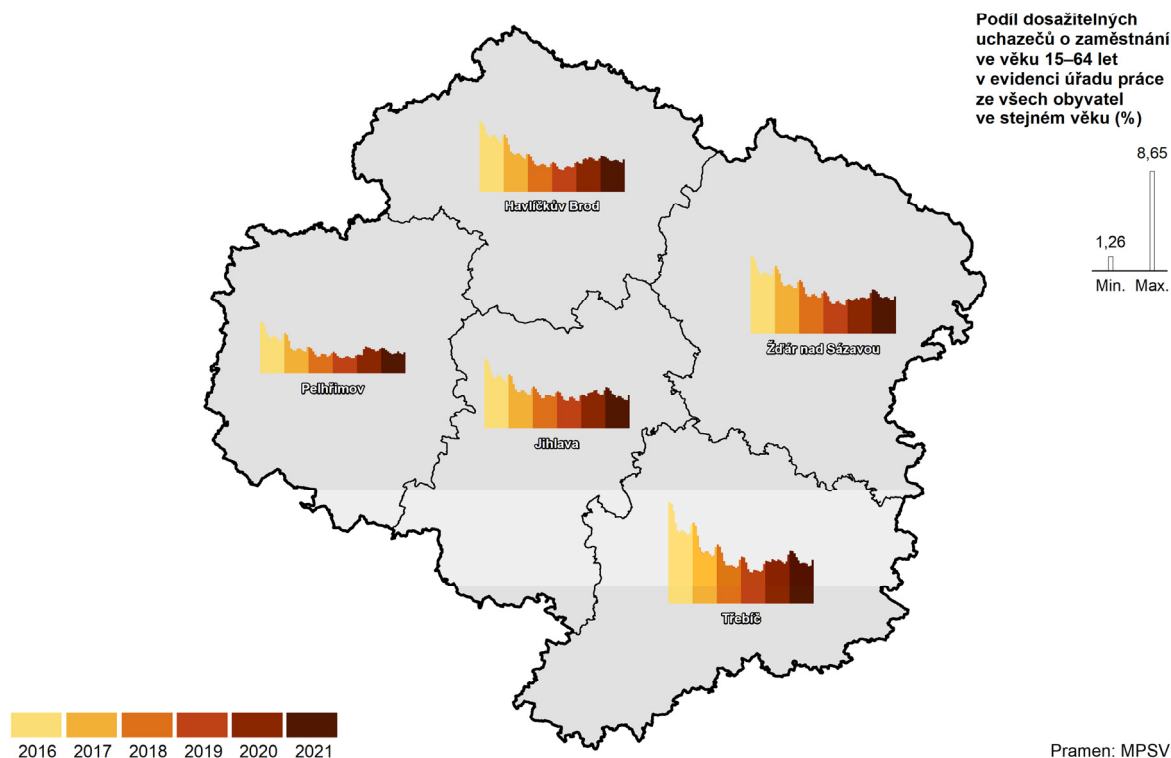 Podíl dosažitelných
uchazečů o zaměstnání
ve věku 15–64 let
v evidenci úřadu práce
ze všech obyvatel
ve stejném věku (%)
8,65
1,26
Min. Max.
Havlíčkův Brod
Žďár nad Sázavou
Pelhřimov
Jihlava
Třebíč
2016 2017 2018 2019 2020 2021
Pramen: MPSV